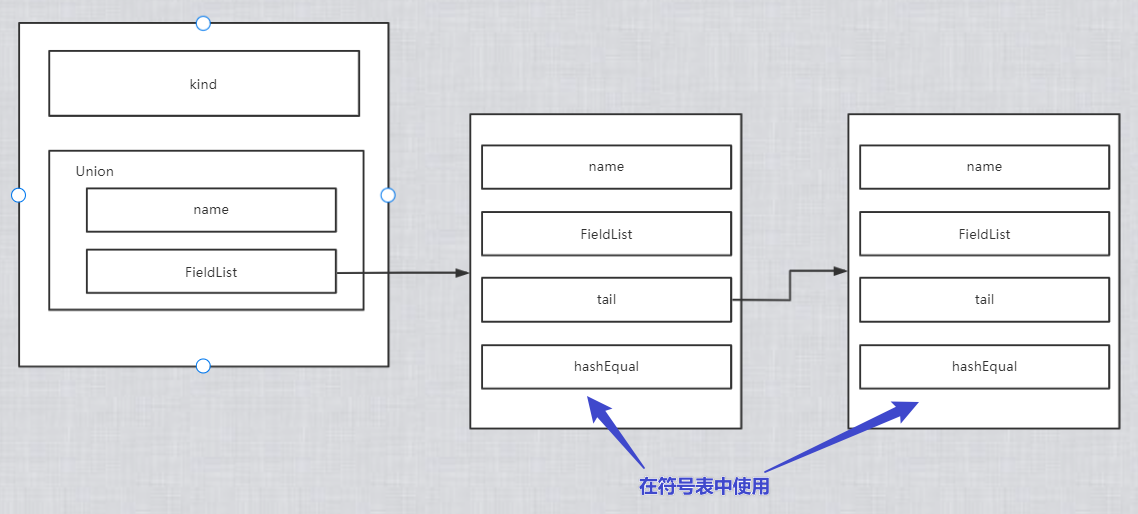 kind
Union
name
FieldList
name
FieldList
tail
hashEqual
name
FieldList
tail
hashEqual
在符号表中使用